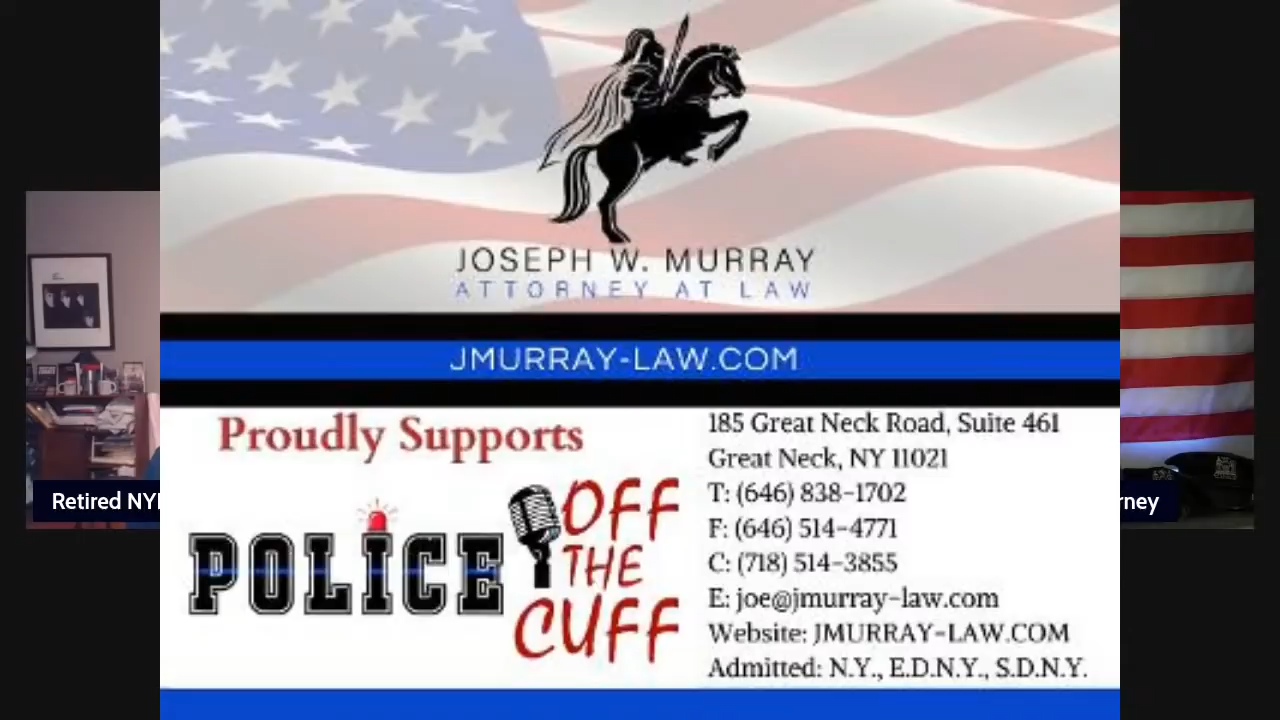 JOSEPH W. MURRAY
ATTORNEY AT LAW
JMURRAY-LAW.COM
Proudly Supports
POLICE
OFF
THE
CUFF
185 Great Neck Road, Suite 461
Great Neck, NY 11021
T: (646) 838-1702
F: (646) 514-4771
C: (718) 514-3855
E: joe@jmurray-law.com
Website: JMURRAY-LAW.COM
Admitted: N.Y., E.D.N.Y., S.D.N.Y.
Retired NY
rney